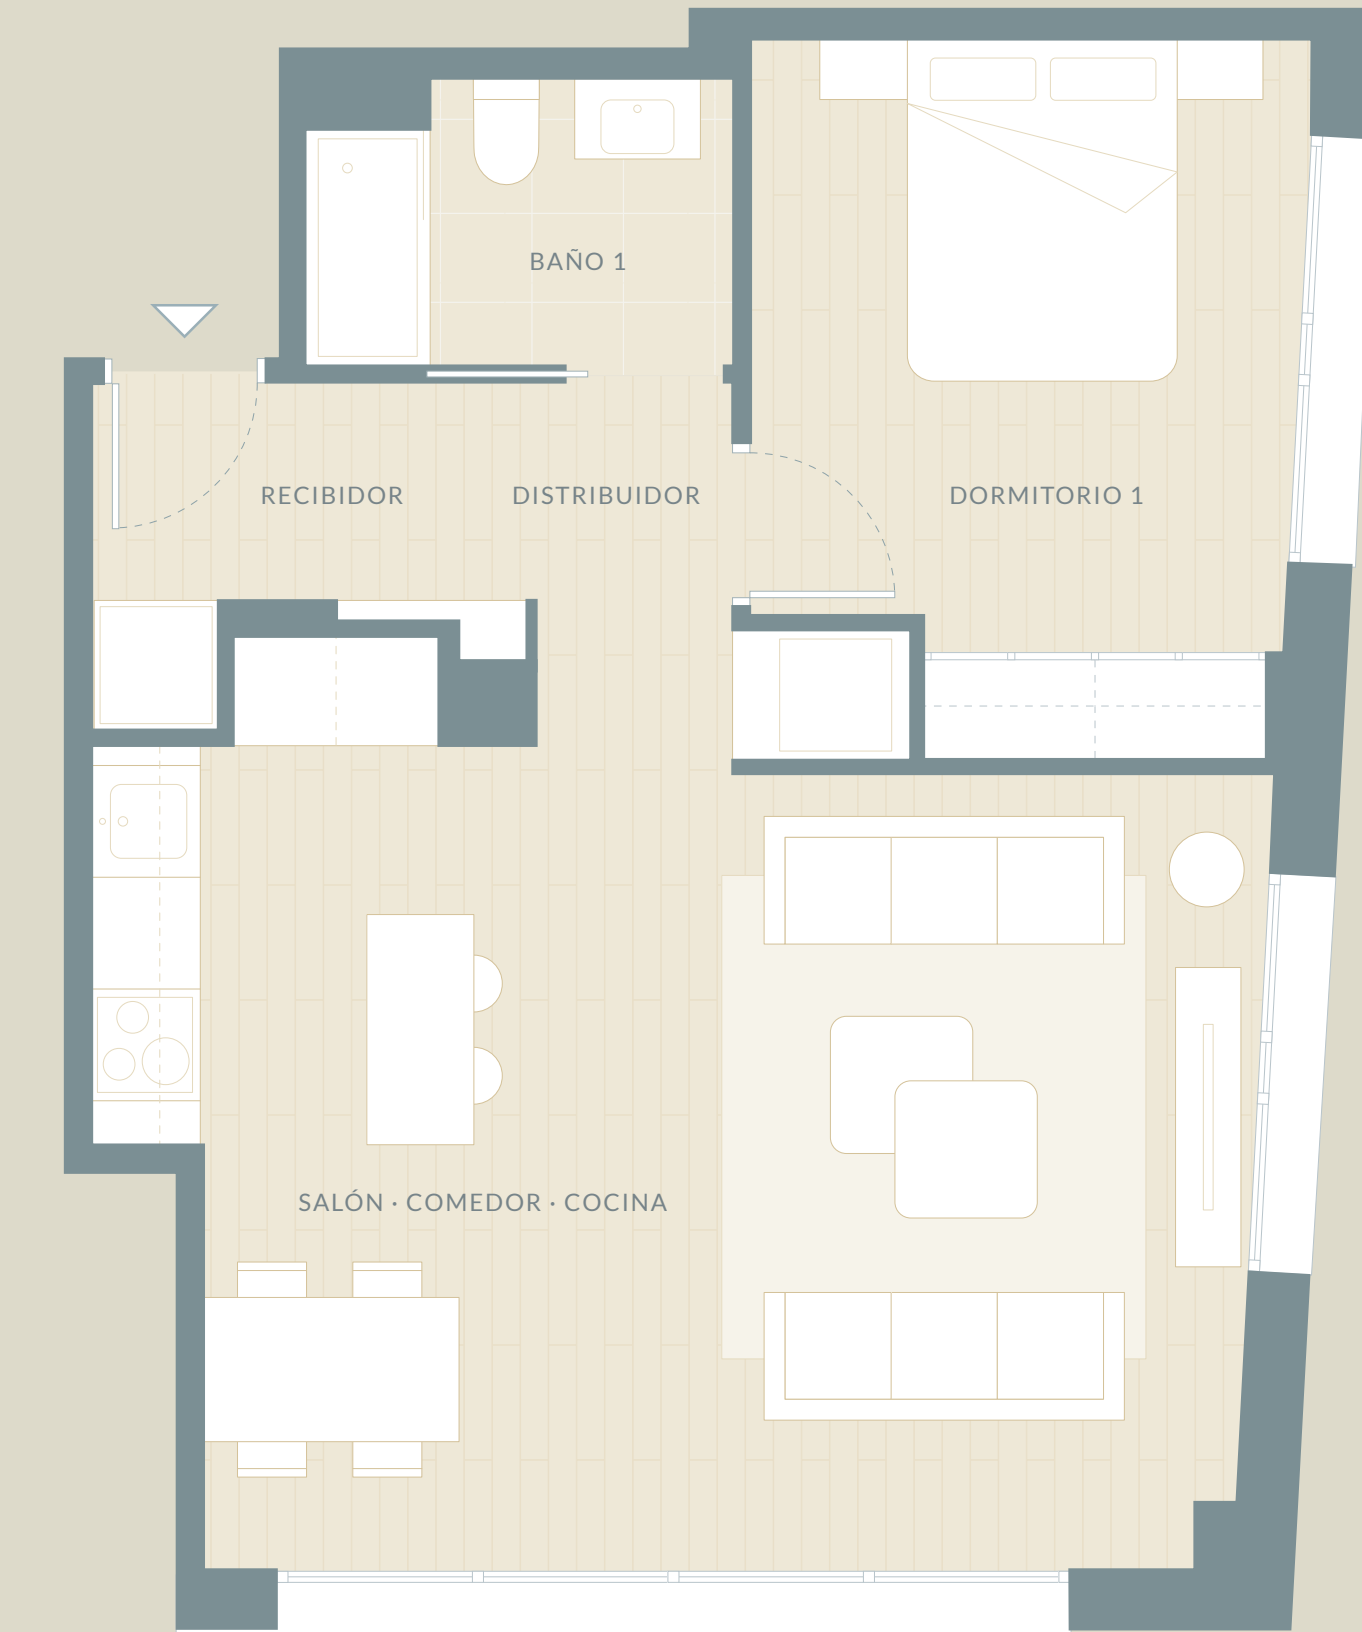 BAÑO 1
RECIBIDOR
DISTRIBUIDOR
DORMITORIO 1
SALÓN · COMEDOR · COCINA